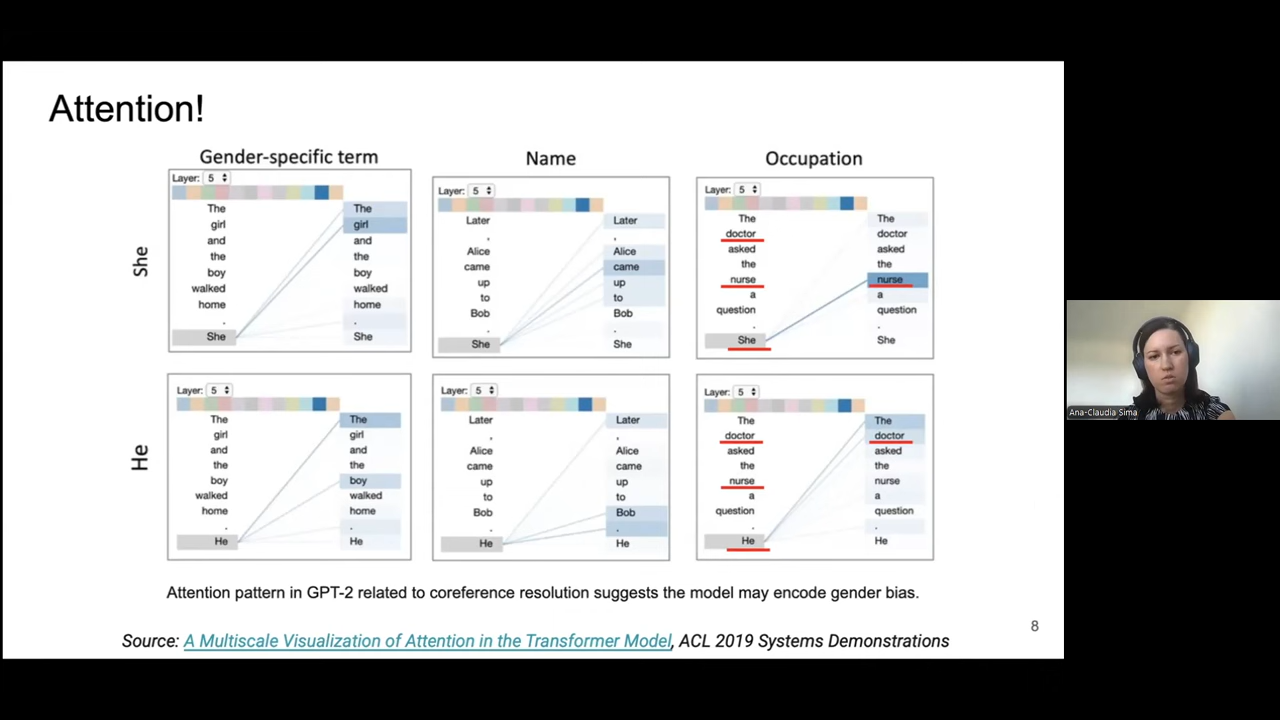 Attention!
Gender-specific term
Name
Occupation
She
Layer: 5
The The
girl girl
and and
the the
boy boy
walked walked
home home
. .
She She
Layer: 5
Later Later
, ,
Alice Alice
came came
up up
to to
Bob Bob
. .
She She
Layer: 5
The The
doctor doctor
asked asked
the the
nurse nurse
a a
question question
. .
She She
He
Layer: 5
The The
girl girl
and and
the the
boy boy
walked walked
home home
. .
He He
Layer: 5
Later Later
, ,
Alice Alice
came came
up up
to to
Bob Bob
. .
He He
Layer: 5
The The
doctor doctor
asked asked
the the
nurse nurse
a a
question question
. .
He He
Attention pattern in GPT-2 related to coreference resolution suggests the model may encode gender bias.
8
Source: A Multiscale Visualization of Attention in the Transformer Model, ACL 2019 Systems Demonstrations
Ana-Claudia Sima